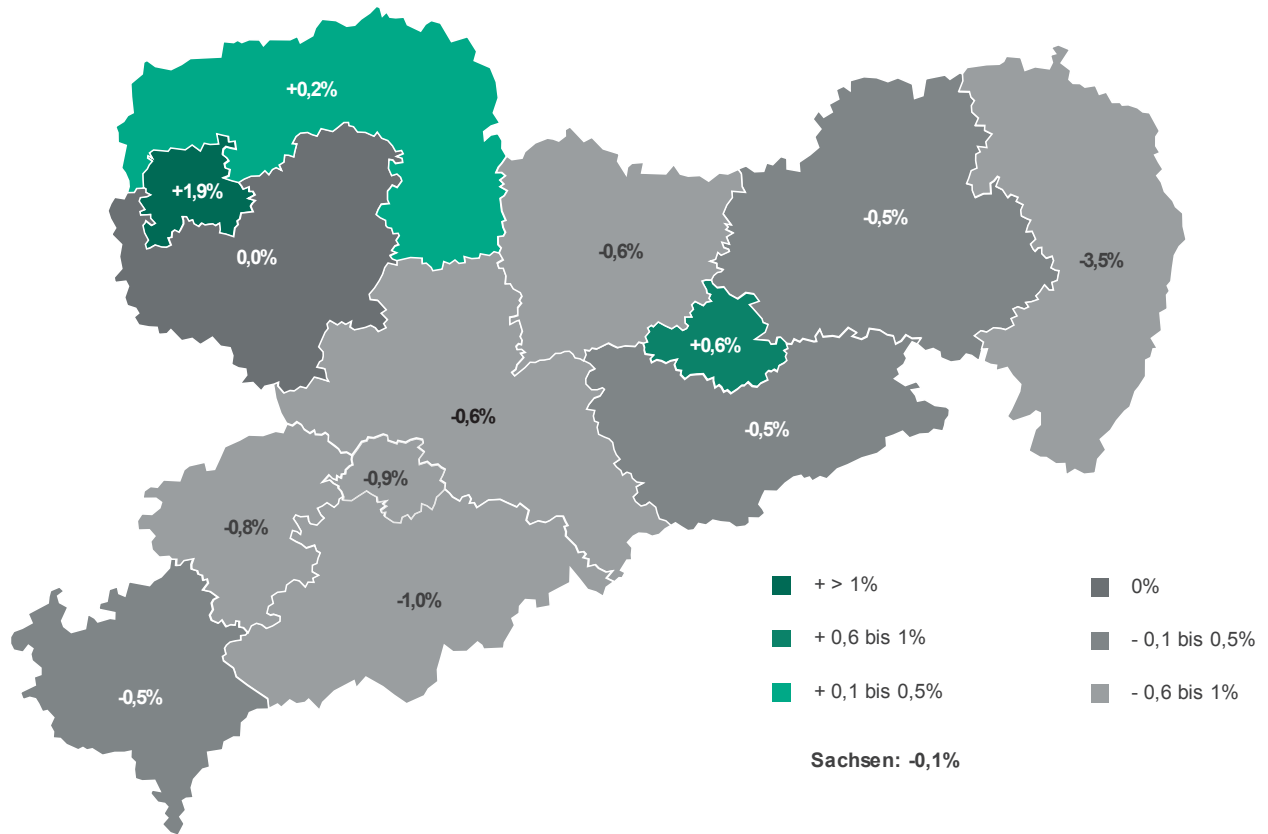 +0,2%
+1,9%
0,0%
-0,6%
-0,5%
-3,5%
+0,6%
-0,6%
-0,5%
-0,9%
-0,8%
-1,0%
-0,5%
+ > 1%
+ 0,6 bis 1%
+ 0,1 bis 0,5%
0%
- 0,1 bis 0,5%
- 0,6 bis 1%
Sachsen: -0,1%